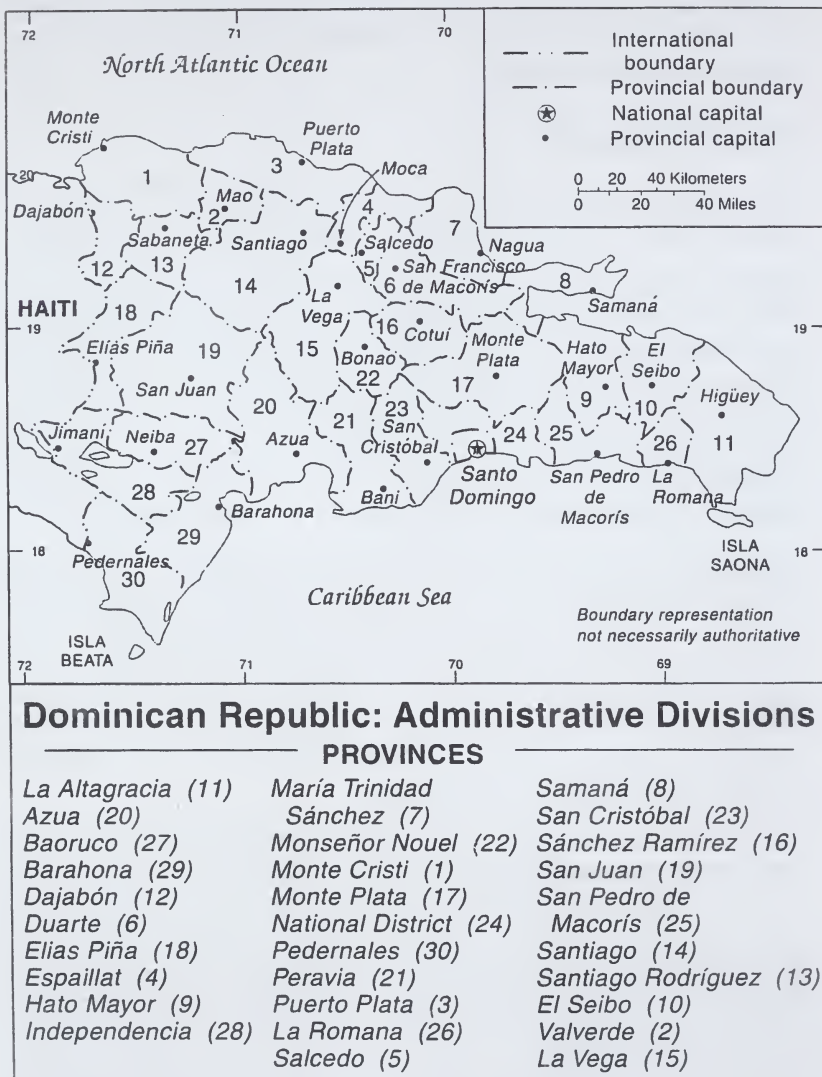 72
71
70
North Atlantic Ocean
International
boundary
Provincial boundary
National capital
Provincial capital
0 20 40 Kilometers
0 20 40 Miles
Monte
Cristi
Puerto
Plata
Moca
20
1
3
Mao
2
4
7
Dajabón
Sabaneta
Santiago
Salcedo
5
Nagua
San Francisco
de Macorís
6
12
13
14
8
Samaná
La
Vega
HAITI
18
19
16
Cotuí
Monte
Plata
Hato
Mayor
El
Seibo
19
Elías Piña
19
15
Bonao
22
17
9
10
Higüey
San Juan
20
21
23
San
Cristóbal
24
25
26
11
Jimaní
Neiba
27
Azua
Santo
Domingo
San Pedro
de
Macorís
La
Romana
28
Baní
Barahona
29
18
Pedernales
30
ISLA
SAONA
18
Caribbean Sea
ISLA
BEATA
Boundary representation
not necessarily authoritative
72
71
70
69
Dominican Republic: Administrative Divisions
PROVINCES
La Altagracia (11)
Azua (20)
Baoruco (27)
Barahona (29)
Dajabón (12)
Duarte (6)
Elias Piña (18)
Espaillat (4)
Hato Mayor (9)
Independencia (28)
María Trinidad
Sánchez (7)
Monseñor Nouel (22)
Monte Cristi (1)
Monte Plata (17)
National District (24)
Pedernales (30)
Peravia (21)
Puerto Plata (3)
La Romana (26)
Salcedo (5)
Samaná (8)
San Cristóbal (23)
Sánchez Ramírez (16)
San Juan (19)
San Pedro de
Macorís (25)
Santiago (14)
Santiago Rodríguez (13)
El Seibo (10)
Valverde (2)
La Vega (15)